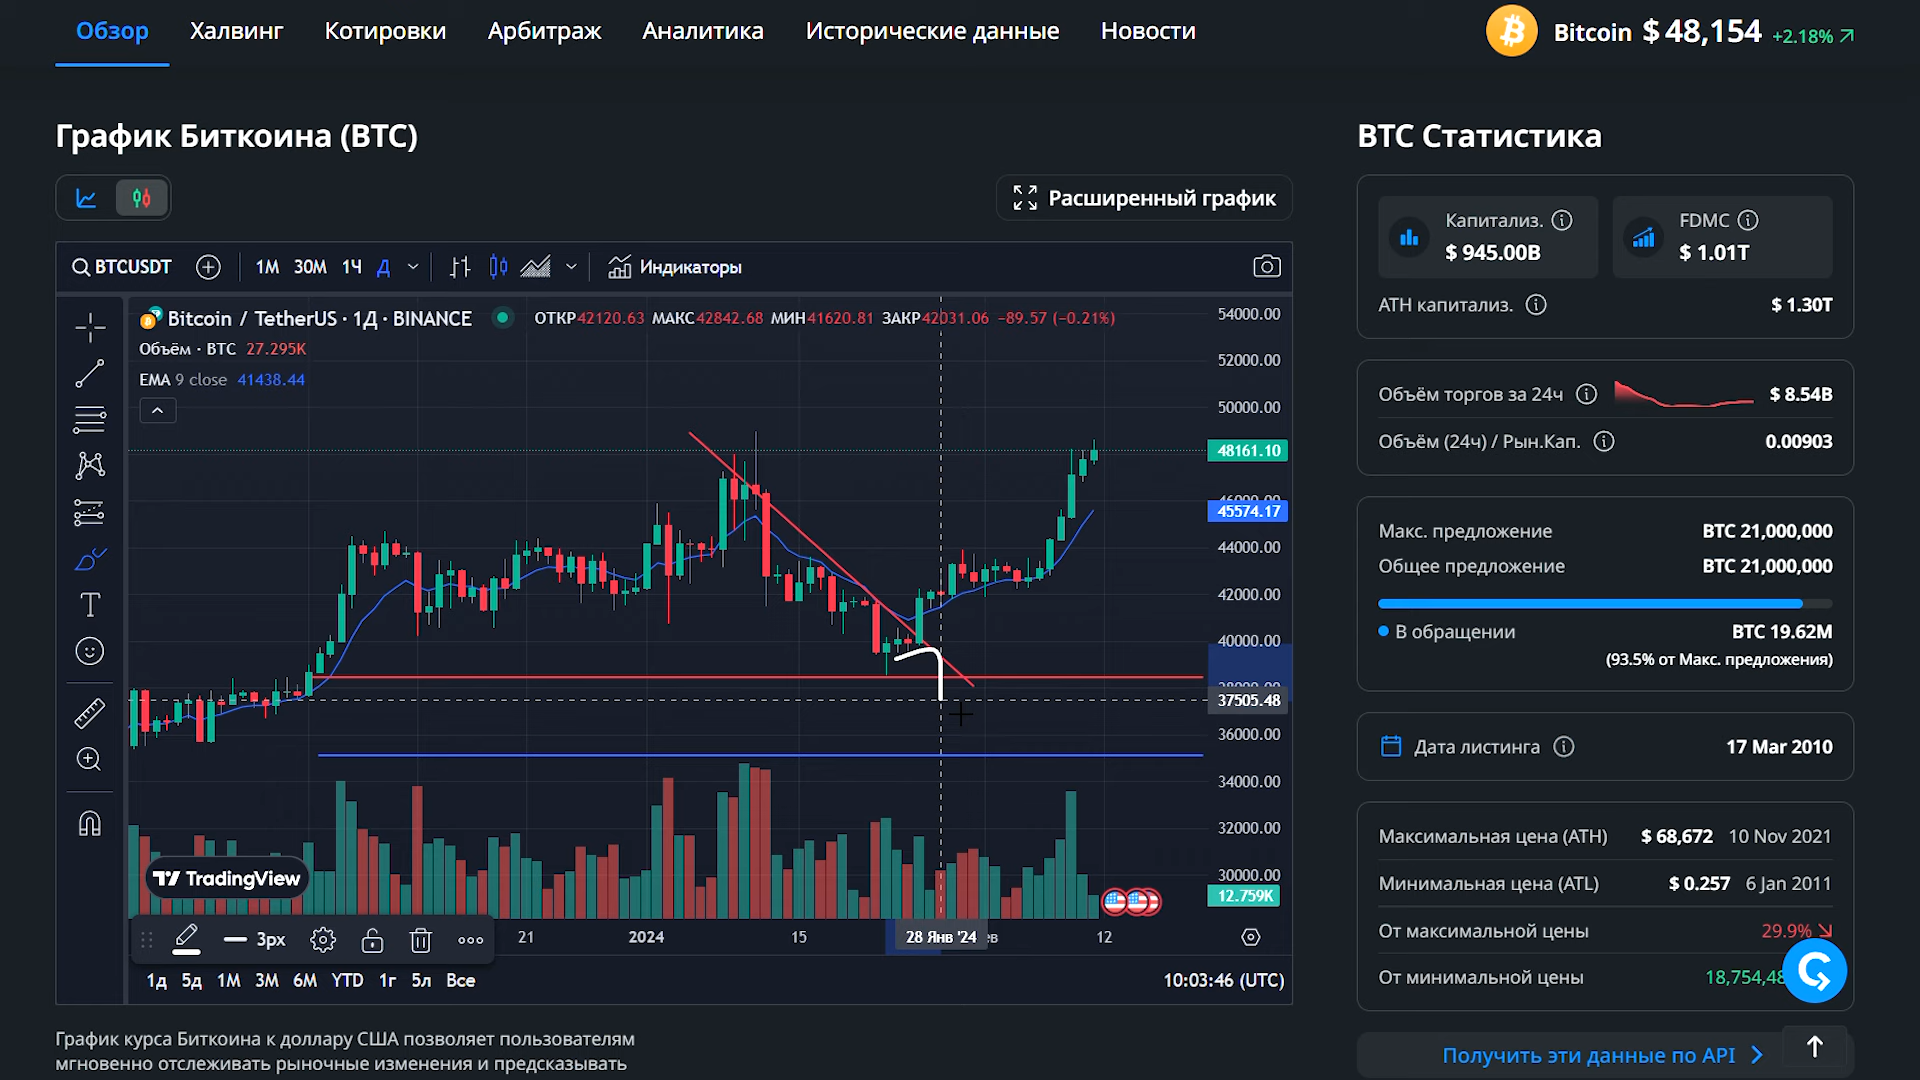 Обзор Халвинг Котировки Арбитраж Аналитика Исторические данные Новости
Bitcoin $ 48,154 +2.18%
График Биткоина (BTC)
Расширенный график
BTCUSDT 1М 30М 1Ч Д Индикаторы
Bitcoin / TetherUS · 1Д · BINANCE ОТКР42120.63 МАКС42842.68 МИН41620.81 ЗАКР42031.06 −89.57 (−0.21%)
Объём · BTC 27.295K
EMA 9 close 41438.44
54000.00
52000.00
50000.00
48161.10
46000.00
45574.17
44000.00
42000.00
40000.00
38000.00
37505.48
36000.00
34000.00
32000.00
30000.00
12.759K
TradingView
3px
21 2024 15 28 Янв '24 12
1д 5д 1М 3М 6М YTD 1г 5л Все
10:03:46 (UTC)
График курса Биткоина к доллару США позволяет пользователям
мгновенно отслеживать рыночные изменения и предсказывать
BTC Статистика
Капитализ.
$ 945.00B
FDMC
$ 1.01T
ATH капитализ. $ 1.30T
Объём торгов за 24ч $ 8.54B
Объём (24ч) / Рын.Кап. 0.00903
Макс. предложение BTC 21,000,000
Общее предложение BTC 21,000,000
В обращении BTC 19.62M
(93.5% от Макс. предложения)
Дата листинга 17 Mar 2010
Максимальная цена (ATH) $ 68,672 10 Nov 2021
Минимальная цена (ATL) $ 0.257 6 Jan 2011
От максимальной цены 29.9%
От минимальной цены 18,754,48
Получить эти данные по API